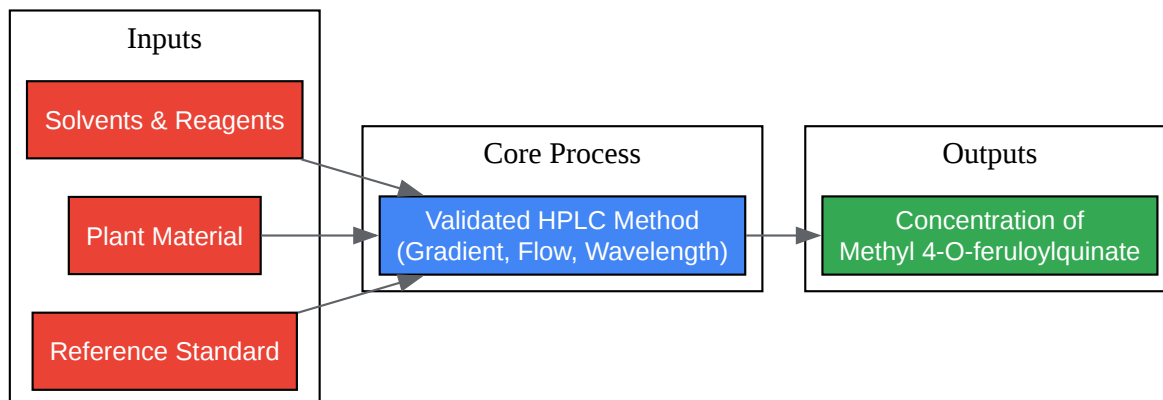 Inputs
Solvents & Reagents
Plant Material
Reference Standard
Core Process
Validated HPLC Method
(Gradient, Flow, Wavelength)
Outputs
Concentration of
Methyl 4-O-feruloylquinate